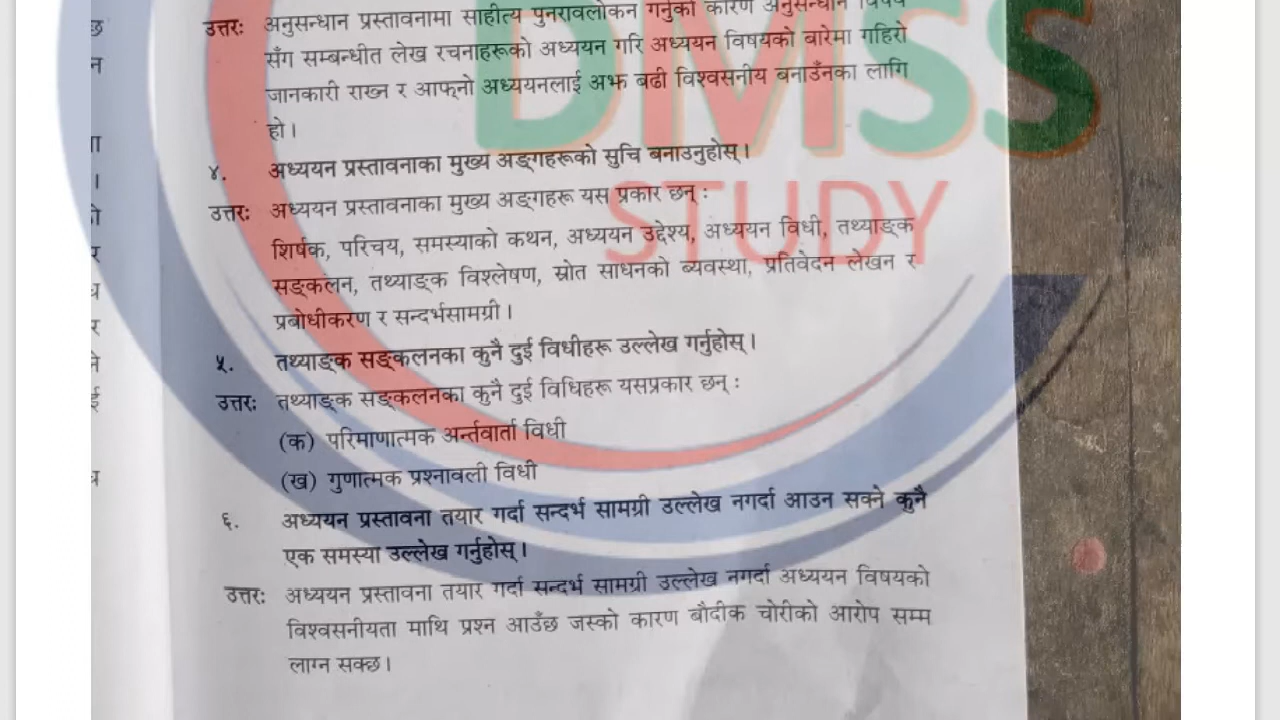 उत्तरः अनुसन्धान प्रस्तावनामा साहीत्य पुनरावलोकन गर्नुको कारण अनुसन्धान विषय
सँग सम्बन्धीत लेख रचनाहरूको अध्ययन गरि अध्ययन विषयको बारेमा गहिरो
जानकारी राख्न र आफ्नो अध्ययनलाई अझ बढी विश्वसनीय बनाउँनका लागि
हो।
४. अध्ययन प्रस्तावनाका मुख्य अङ्गहरूको सुचि बनाउनुहोस्।
उत्तरः अध्ययन प्रस्तावनाका मुख्य अङ्गहरू यस प्रकार छन् :
शिर्षक, परिचय, समस्याको कथन, अध्ययन उद्देश्य, अध्ययन विधी, तथ्याङ्क
सङ्कलन, तथ्याङ्क विश्लेषण, स्रोत साधनको ब्यवस्था, प्रतिवेदन लेखन र
प्रबोधीकरण र सन्दर्भसामग्री।
५. तथ्याङ्क सङ्कलनका कुनै दुई विधीहरू उल्लेख गर्नुहोस्।
उत्तरः तथ्याङ्क सङ्कलनका कुनै दुई विधिहरू यसप्रकार छन् :
(क) परिमाणात्मक अर्न्तवार्ता विधी
(ख) गुणात्मक प्रश्नावली विधी
६. अध्ययन प्रस्तावना तयार गर्दा सन्दर्भ सामग्री उल्लेख नगर्दा आउन सक्ने कुनै
एक समस्या उल्लेख गर्नुहोस्।
उत्तरः अध्ययन प्रस्तावना तयार गर्दा सन्दर्भ सामग्री उल्लेख नगर्दा अध्ययन विषयको
विश्वसनीयता माथि प्रश्न आउँछ जस्को कारण बौदीक चोरीको आरोप सम्म
लाग्न सक्छ।
DMSS
STUDY